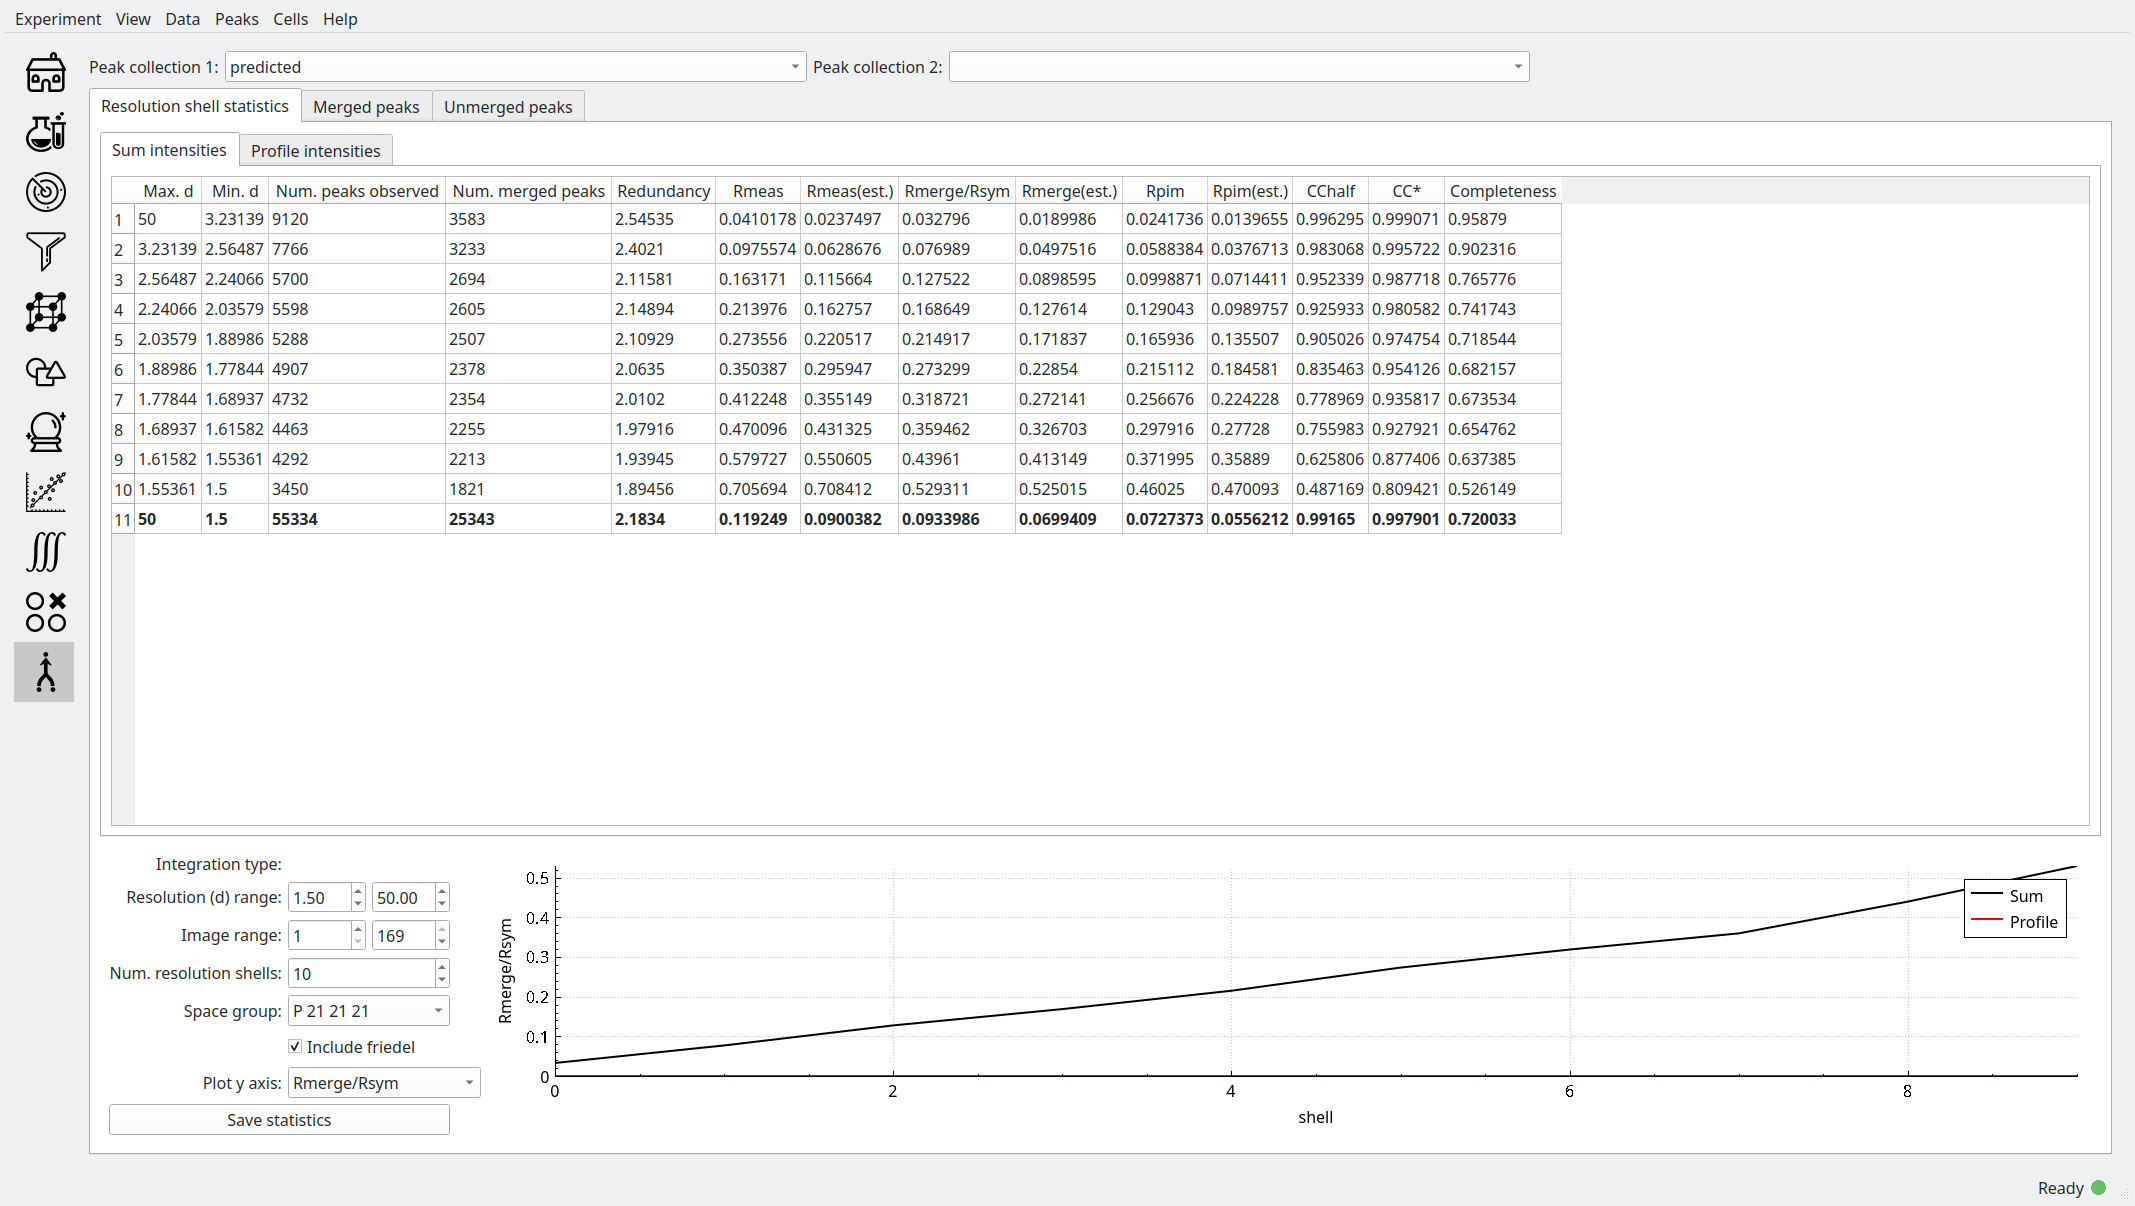 Experiment View Data Peaks Cells Help
Peak collection 1: predicted Peak collection 2:
Resolution shell statistics Merged peaks Unmerged peaks
Sum intensities Profile intensities
Max. d Min. d Num. peaks observed Num. merged peaks Redundancy Rmeas Rmeas(est.) Rmerge/Rsym Rmerge(est.) Rpim Rpim(est.) CChalf CC* Completeness
1 50 3.23139 9120 3583 2.54535 0.0410178 0.0237497 0.032796 0.0189986 0.0241736 0.0139655 0.996295 0.999071 0.95879
2 3.23139 2.56487 7766 3233 2.4021 0.0975574 0.0628676 0.076989 0.0497516 0.0588384 0.0376713 0.983068 0.995722 0.902316
3 2.56487 2.24066 5700 2694 2.11581 0.163171 0.115664 0.127522 0.0898595 0.0998871 0.0714411 0.952339 0.987718 0.765776
4 2.24066 2.03579 5598 2605 2.14894 0.213976 0.162757 0.168649 0.127614 0.129043 0.0989757 0.925933 0.980582 0.741743
5 2.03579 1.88986 5288 2507 2.10929 0.273556 0.220517 0.214917 0.171837 0.165936 0.135507 0.905026 0.974754 0.718544
6 1.88986 1.77844 4907 2378 2.0635 0.350387 0.295947 0.273299 0.22854 0.215112 0.184581 0.835463 0.954126 0.682157
7 1.77844 1.68937 4732 2354 2.0102 0.412248 0.355149 0.318721 0.272141 0.256676 0.224228 0.778969 0.935817 0.673534
8 1.68937 1.61582 4463 2255 1.97916 0.470096 0.431325 0.359462 0.326703 0.297916 0.27728 0.755983 0.927921 0.654762
9 1.61582 1.55361 4292 2213 1.93945 0.579727 0.550605 0.43961 0.413149 0.371995 0.35889 0.625806 0.877406 0.637385
10 1.55361 1.5 3450 1821 1.89456 0.705694 0.708412 0.529311 0.525015 0.46025 0.470093 0.487169 0.809421 0.526149
11 50 1.5 55334 25343 2.1834 0.119249 0.0900382 0.0933986 0.0699409 0.0727373 0.0556212 0.99165 0.997901 0.720033
Integration type:
Resolution (d) range: 1.50 50.00
Image range: 1 169
Num. resolution shells: 10
Space group: P 21 21 21
Include friedel
Plot y axis: Rmerge/Rsym
Save statistics
Rmerge/Rsym
0.5
0.4
0.3
0.2
0.1
0
0 2 4 6 8
shell
Sum
Profile
Ready